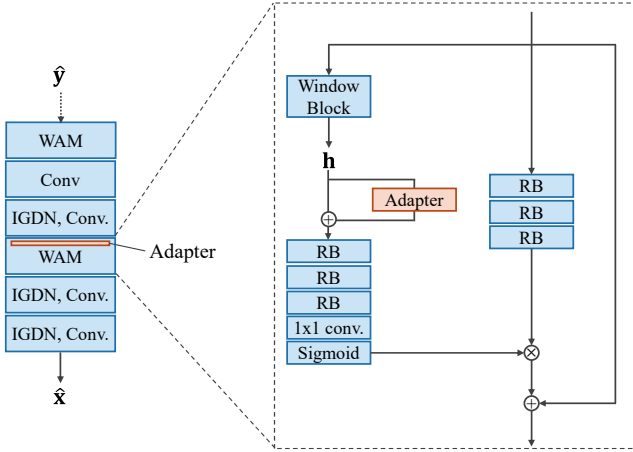 ŷ
WAM
Conv
IGDN, Conv.
WAM
Adapter
IGDN, Conv.
IGDN, Conv.
x̂
Window
Block
h
Adapter
RB
RB
RB
1x1 conv.
Sigmoid
RB
RB
RB